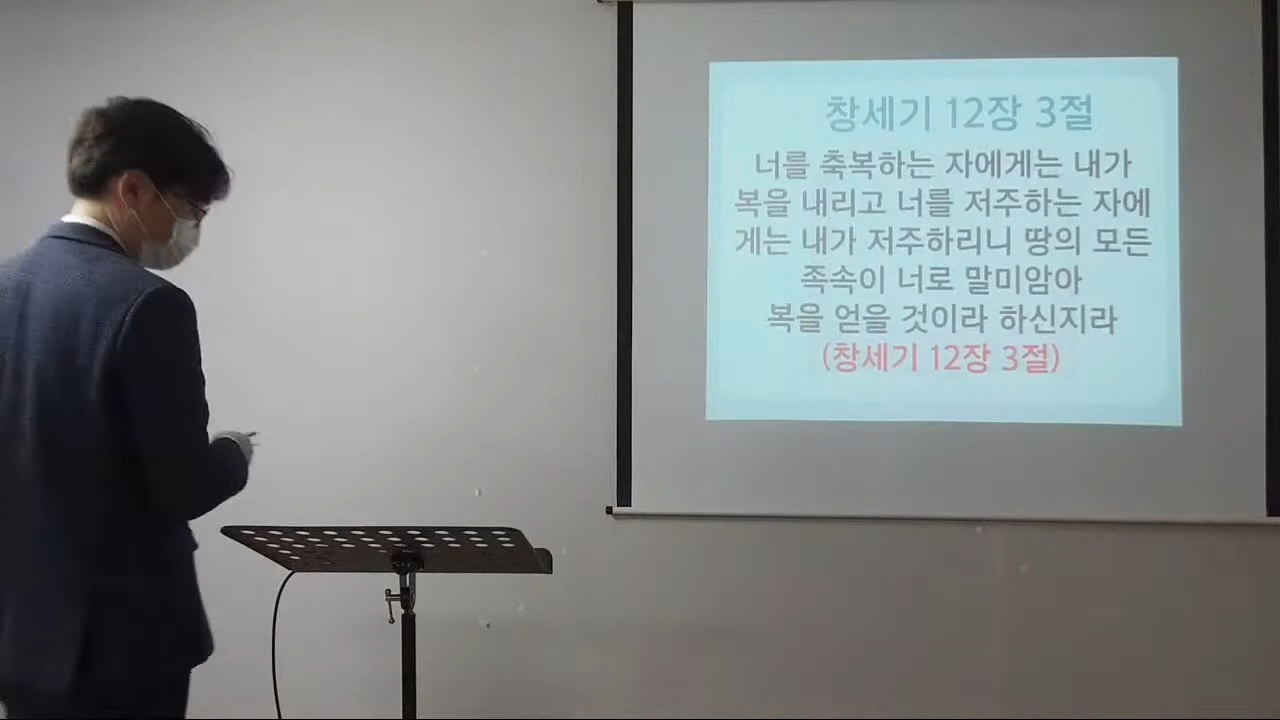 창세기 12장 3절
너를 축복하는 자에게는 내가
복을 내리고 너를 저주하는 자에
게는 내가 저주하리니 땅의 모든
족속이 너로 말미암아
복을 얻을 것이라 하신지라
(창세기 12장 3절)